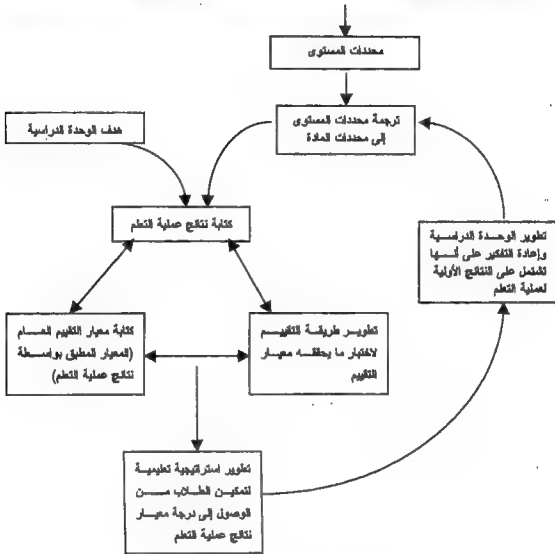 محددات المستوى
ترجمة محددات المستوى
إلى محددات المادة
هدف الوحدة الدراسية
كتابة نتائج عملية التعلم
تطوير الوحدة الدراسية
وإعادة التفكير على أنها
تشتمل على النتائج الأولية
لعملية التعلم
كتابة معيار التقييم العام
(المعيار المطبق بواسطة
نتائج عملية التعلم)
تطوير طريقة التقييم
لاختبار ما يحققه معيار
التقييم
تطوير استراتيجية تعليمية
لتمكين الطلاب من
الوصول إلى درجة معيار
نتائج عملية التعلم